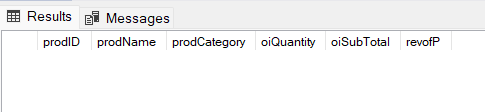 Results Messages
prodID prodName prodCategory oiQuantity oiSubTotal revofP